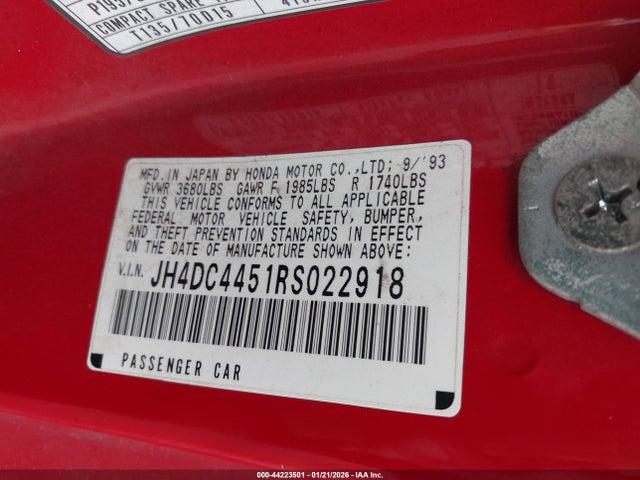 COMPACT SPARE
T135/70D15
MFD. IN JAPAN BY HONDA MOTOR CO., LTD; 9/'93
GVWR 3680LBS GAWR F 1985LBS R 1740LBS
THIS VEHICLE CONFORMS TO ALL APPLICABLE
FEDERAL MOTOR VEHICLE SAFETY, BUMPER,
AND THEFT PREVENTION STANDARDS IN EFFECT
ON THE DATE OF MANUFACTURE SHOWN ABOVE:
V.I.N. JH4DC4451RS022918
PASSENGER CAR
000-44223501 - 01/21/2026 - IAA Inc.